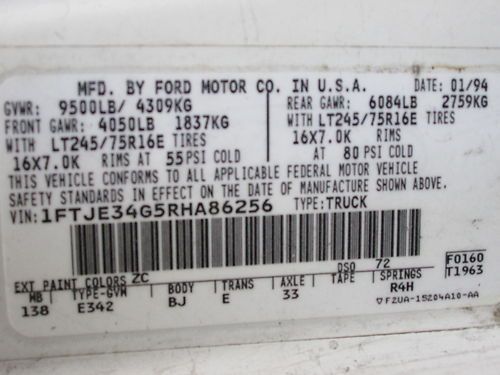 MFD. BY FORD MOTOR CO. IN U.S.A.
DATE: 01/94
GVWR: 9500LB/ 4309KG
REAR GAWR: 6084LB 2759KG
FRONT GAWR: 4050LB 1837KG
WITH LT245/75R16E TIRES
WITH LT245/75R16E TIRES
16X7.0K RIMS
16X7.0K RIMS AT 55 PSI COLD
AT 80 PSI COLD
THIS VEHICLE CONFORMS TO ALL APPLICABLE FEDERAL MOTOR VEHICLE
SAFETY STANDARDS IN EFFECT ON THE DATE OF MANUFACTURE SHOWN ABOVE.
VIN: 1FTJE34G5RHA86256 TYPE: TRUCK
EXT PAINT COLORS ZC DSO 72 F0160
WB TYPE-GVW BODY TRANS AXLE TAPE SPRINGS T1963
138 E342 BJ E 33 R4H
F2UA-15204A10-AA